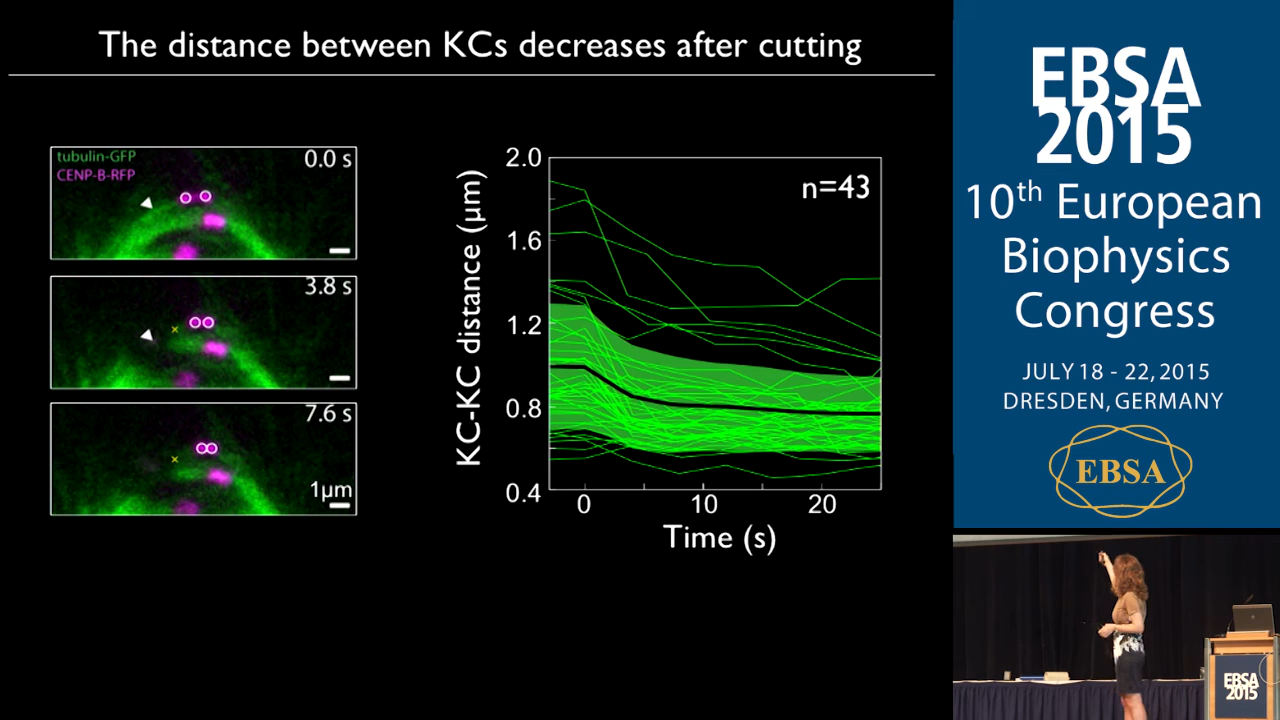 The distance between KCs decreases after cutting
tubulin-GFP
CENP-B-RFP
0.0 s
3.8 s
7.6 s
1µm
KC-KC distance (µm)
2.0
1.6
1.2
0.8
0.4
n=43
0
10
20
Time (s)
EBSA
2015
10th European
Biophysics
Congress
JULY 18 - 22, 2015
DRESDEN, GERMANY
EBSA
EBSA
2015